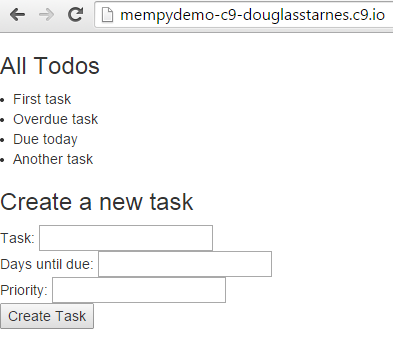 mempydemo-c9-douglasstarnes.c9.io
All Todos
First task
Overdue task
Due today
Another task
Create a new task
Task:
Days until due:
Priority:
Create Task